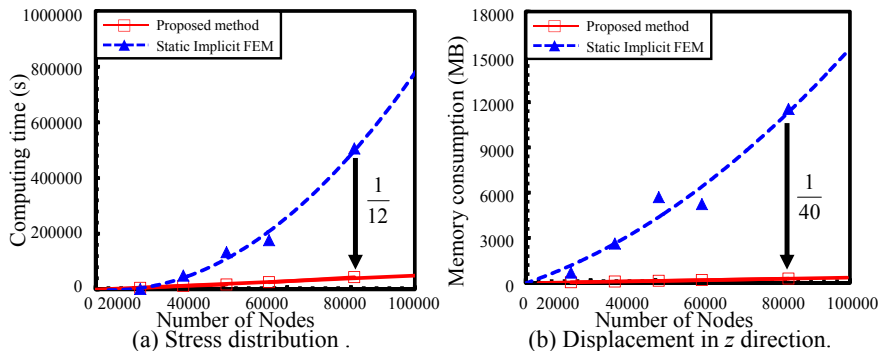 Proposed method
Static Implicit FEM
Computing time (s)
1000000
800000
600000
400000
200000
0
1
12
0 20000 40000 60000 80000 100000
Number of Nodes
(a) Stress distribution .
Proposed method
Static Implicit FEM
Memory consumption (MB)
18000
15000
12000
9000
6000
3000
0
1
40
0 20000 40000 60000 80000 100000
Number of Nodes
(b) Displacement in z direction.